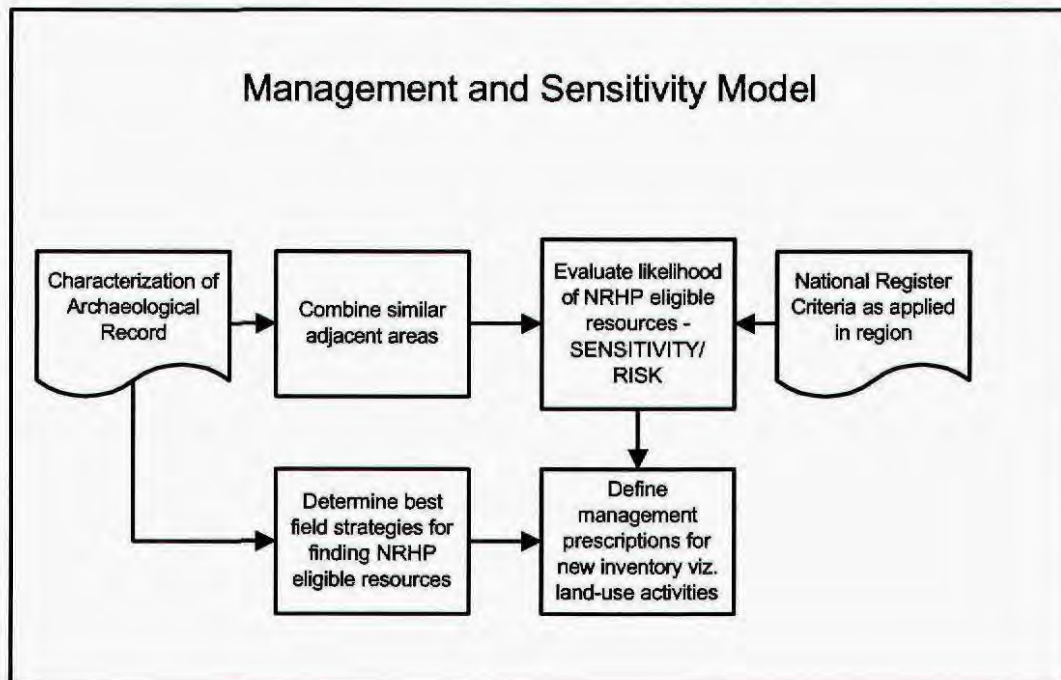 Management and Sensitivity Model
Characterization of
Archaeological
Record
Combine similar
adjacent areas
Evaluate likelihood
of NRHP eligible
resources -
SENSITIVITY/
RISK
National Register
Criteria as applied
in region
Determine best
field strategies for
finding NRHP
eligible resources
Define
management
prescriptions for
new inventory viz.
land-use activities